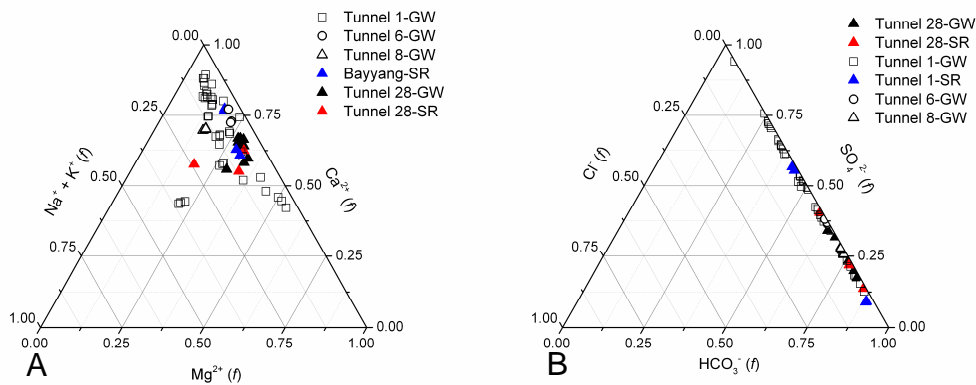 Tunnel 1-GW
Tunnel 6-GW
Tunnel 8-GW
Bayyang-SR
Tunnel 28-GW
Tunnel 28-SR
0.00
1.00
0.25
0.75
Na⁺ + K⁺ (f)
Ca²⁺ (f)
0.50
0.50
0.75
0.25
1.00
0.00
0.00
0.25
0.50
0.75
1.00
Mg²⁺ (f)
A
Tunnel 28-GW
Tunnel 28-SR
Tunnel 1-GW
Tunnel 1-SR
Tunnel 6-GW
Tunnel 8-GW
0.00
1.00
0.25
0.75
Cl⁻ (f)
SO₄²⁻ (f)
0.50
0.50
0.75
0.25
1.00
0.00
0.00
0.25
0.50
0.75
1.00
HCO₃⁻ (f)
B